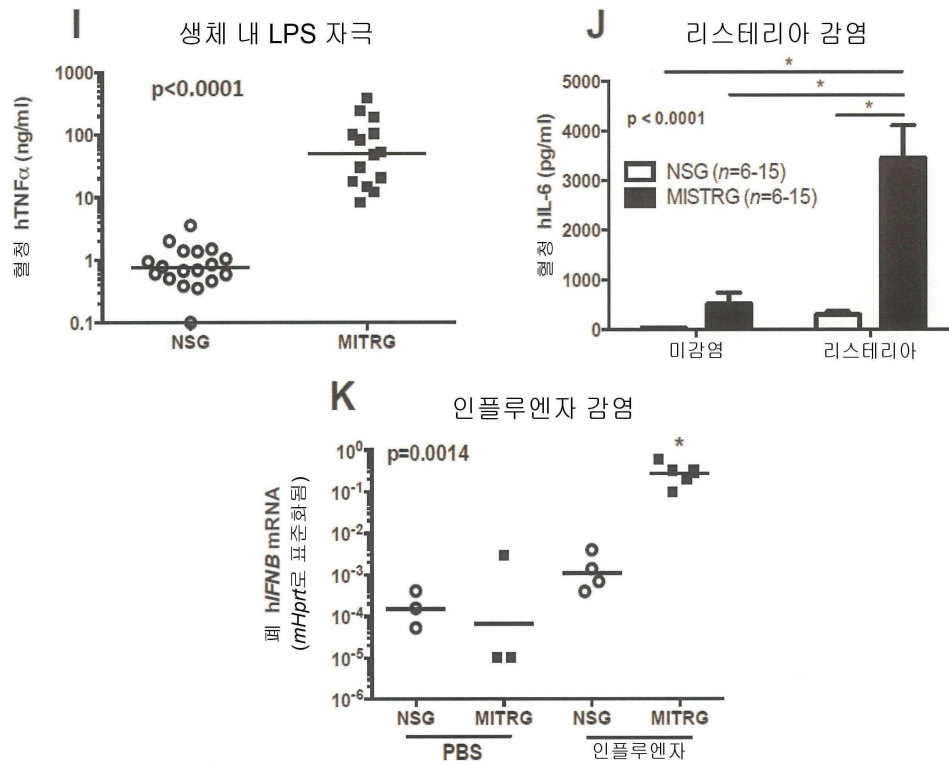 I
생체 내 LPS 자극
1000
100
10
1
0.1
p<0.0001
혈청 hTNFα (ng/ml)
NSG
MITRG
J
리스테리아 감염
5000
4000
3000
2000
1000
0
*
*
*
p < 0.0001
NSG (n=6-15)
MISTRG (n=6-15)
혈청 hIL-6 (pg/ml)
미감염
리스테리아
K
인플루엔자 감염
10⁰
10⁻¹
10⁻²
10⁻³
10⁻⁴
10⁻⁵
10⁻⁶
p=0.0014
*
폐 hIFNB mRNA
(mHprt로 표준화됨)
NSG
MITRG
NSG
MITRG
PBS
인플루엔자